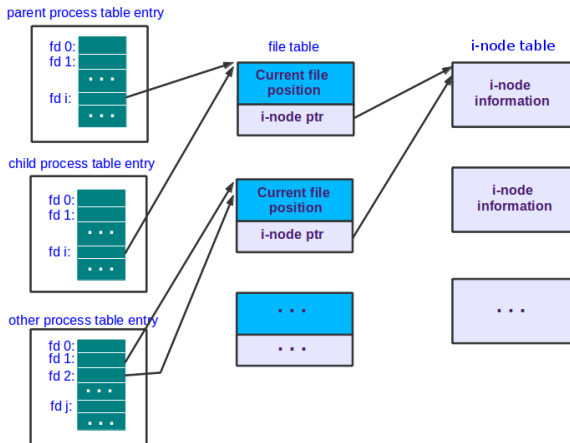 parent process table entry
fd 0:
fd 1:
...
fd i:
...
child process table entry
fd 0:
fd 1:
...
fd i:
...
other process table entry
fd 0:
fd 1:
fd 2:
...
fd j:
...
file table
Current file
position
i-node ptr
Current file
position
i-node ptr
...
...
i-node table
i-node
information
i-node
information
...